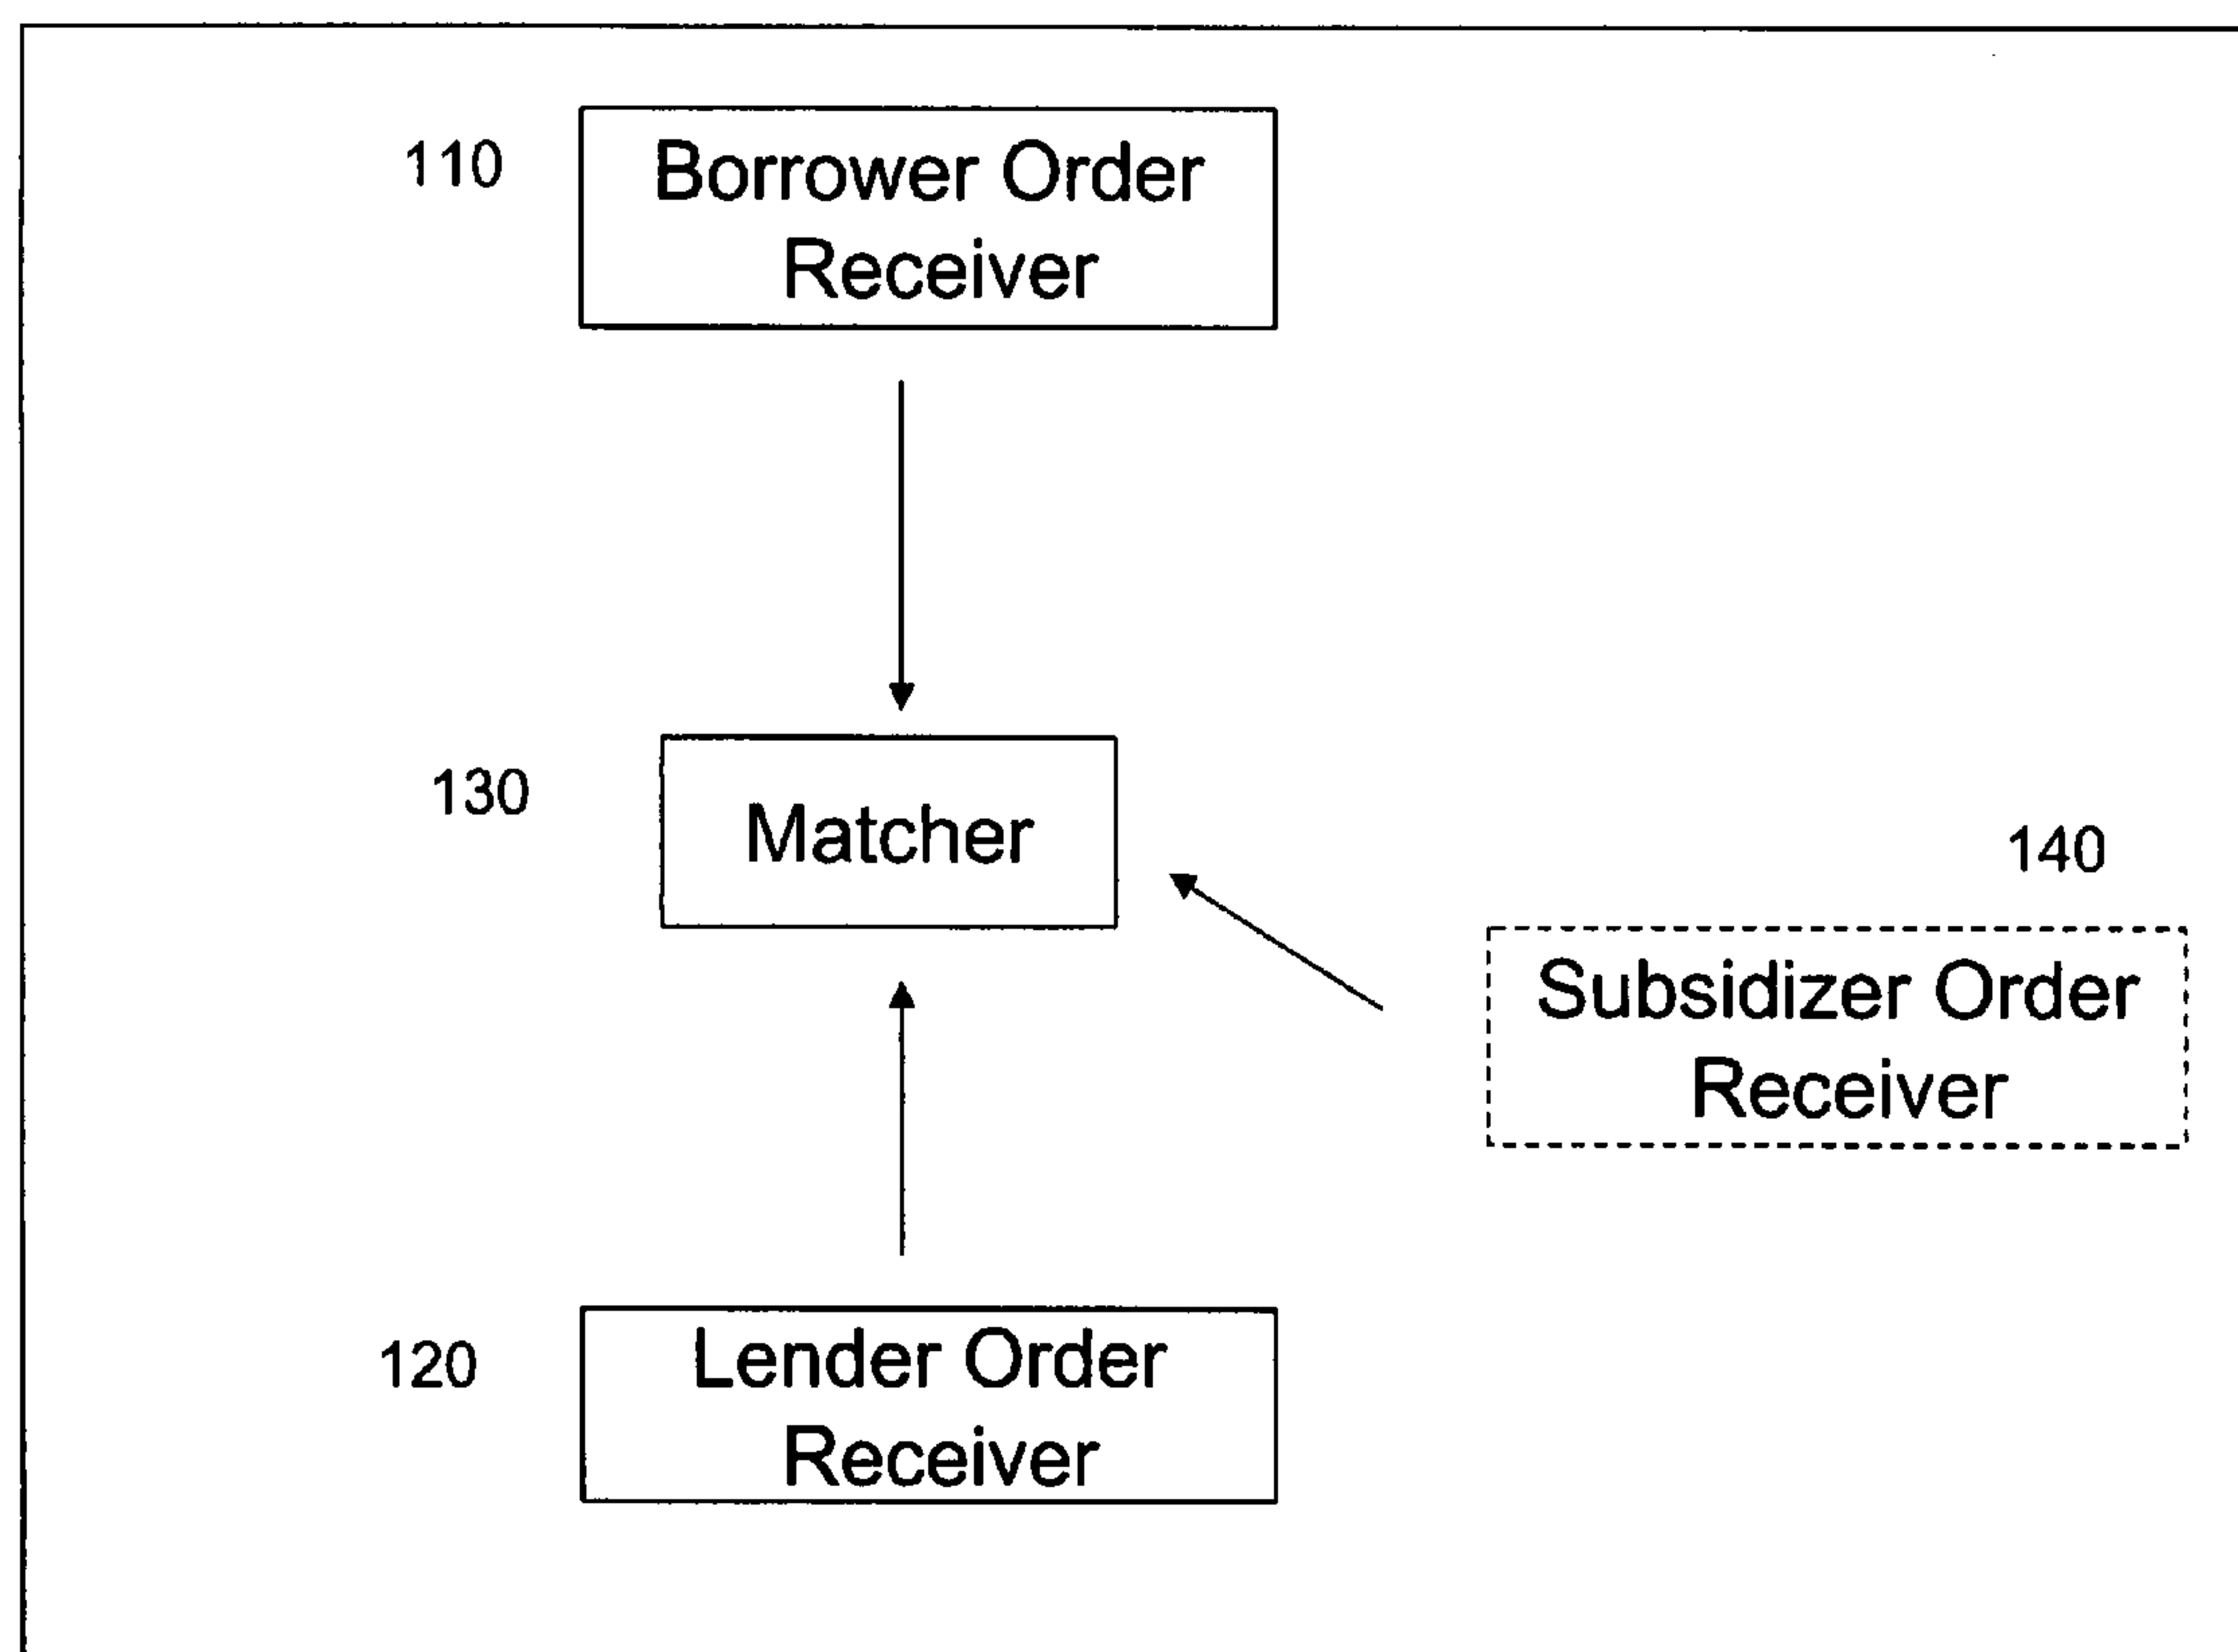 110
Borrower Order
Receiver
130
Matcher
140
Subsidizer Order
Receiver
120
Lender Order
Receiver